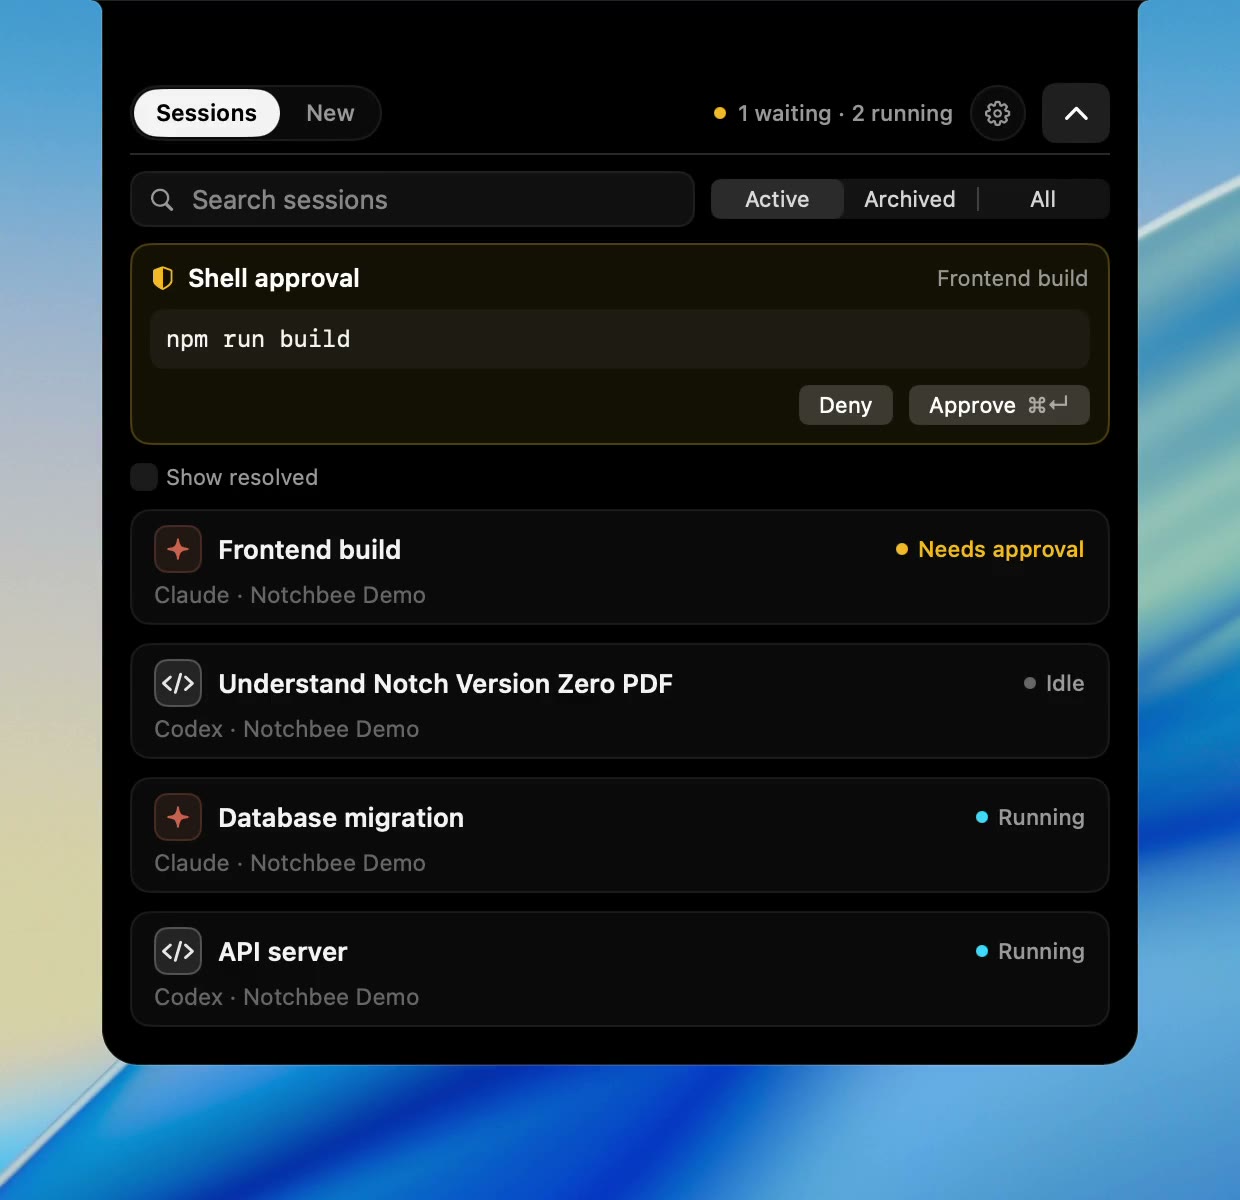 Sessions New 1 waiting · 2 running
Search sessions Active Archived All
Shell approval Frontend build
npm run build
Deny Approve ⌘↩
Show resolved
Frontend build Needs approval
Claude · Notchbee Demo
</> Understand Notch Version Zero PDF Idle
Codex · Notchbee Demo
Database migration Running
Claude · Notchbee Demo
</> API server Running
Codex · Notchbee Demo